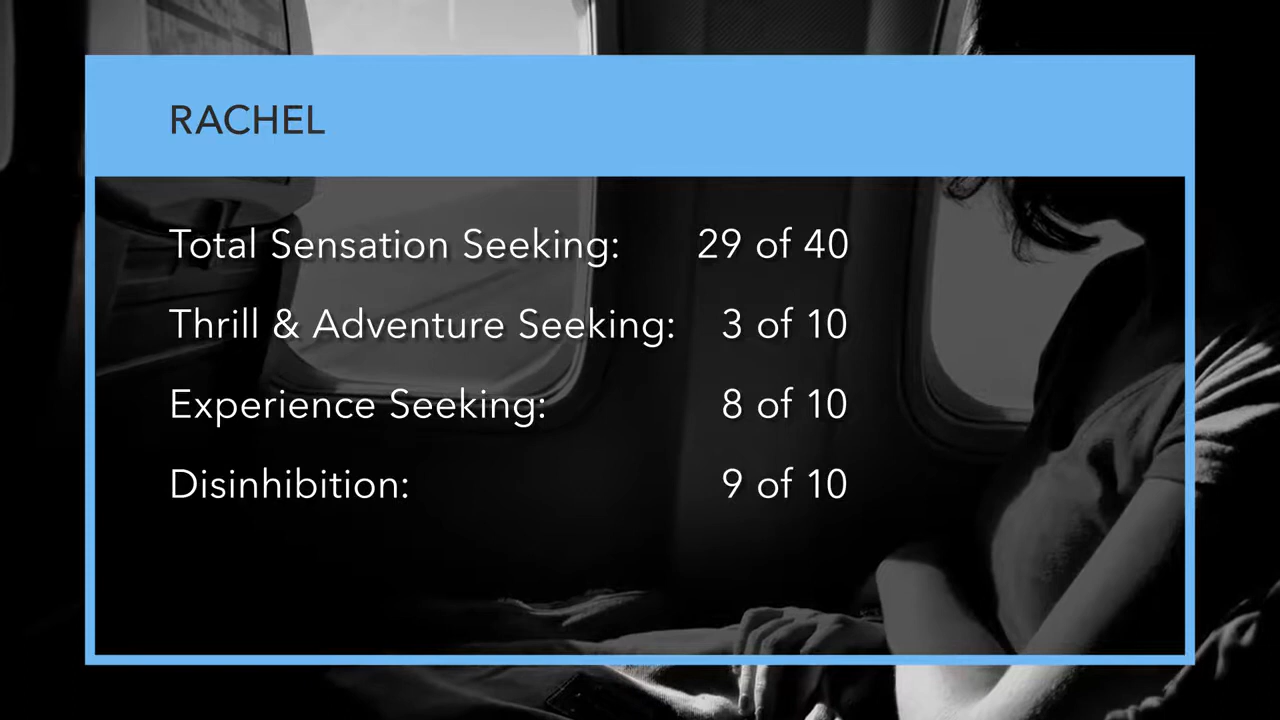 RACHEL
Total Sensation Seeking: 29 of 40
Thrill & Adventure Seeking: 3 of 10
Experience Seeking: 8 of 10
Disinhibition: 9 of 10